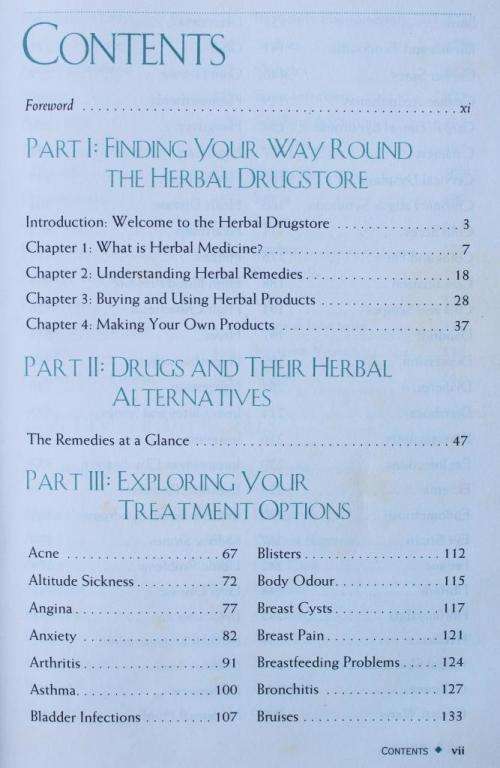 CONTENTS
Foreword xi
PART I: FINDING YOUR WAY ROUND
THE HERBAL DRUGSTORE
Introduction: Welcome to the Herbal Drugstore 3
Chapter 1: What is Herbal Medicine? 7
Chapter 2: Understanding Herbal Remedies 18
Chapter 3: Buying and Using Herbal Products 28
Chapter 4: Making Your Own Products 37
PART II: DRUGS AND THEIR HERBAL
ALTERNATIVES
The Remedies at a Glance 47
PART III: EXPLORING YOUR
TREATMENT OPTIONS
Acne 67
Altitude Sickness 72
Angina 77
Anxiety 82
Arthritis 91
Asthma 100
Bladder Infections 107
Blisters 112
Body Odour 115
Breast Cysts 117
Breast Pain 121
Breastfeeding Problems 124
Bronchitis 127
Bruises 133
CONTENTS ◆ vii